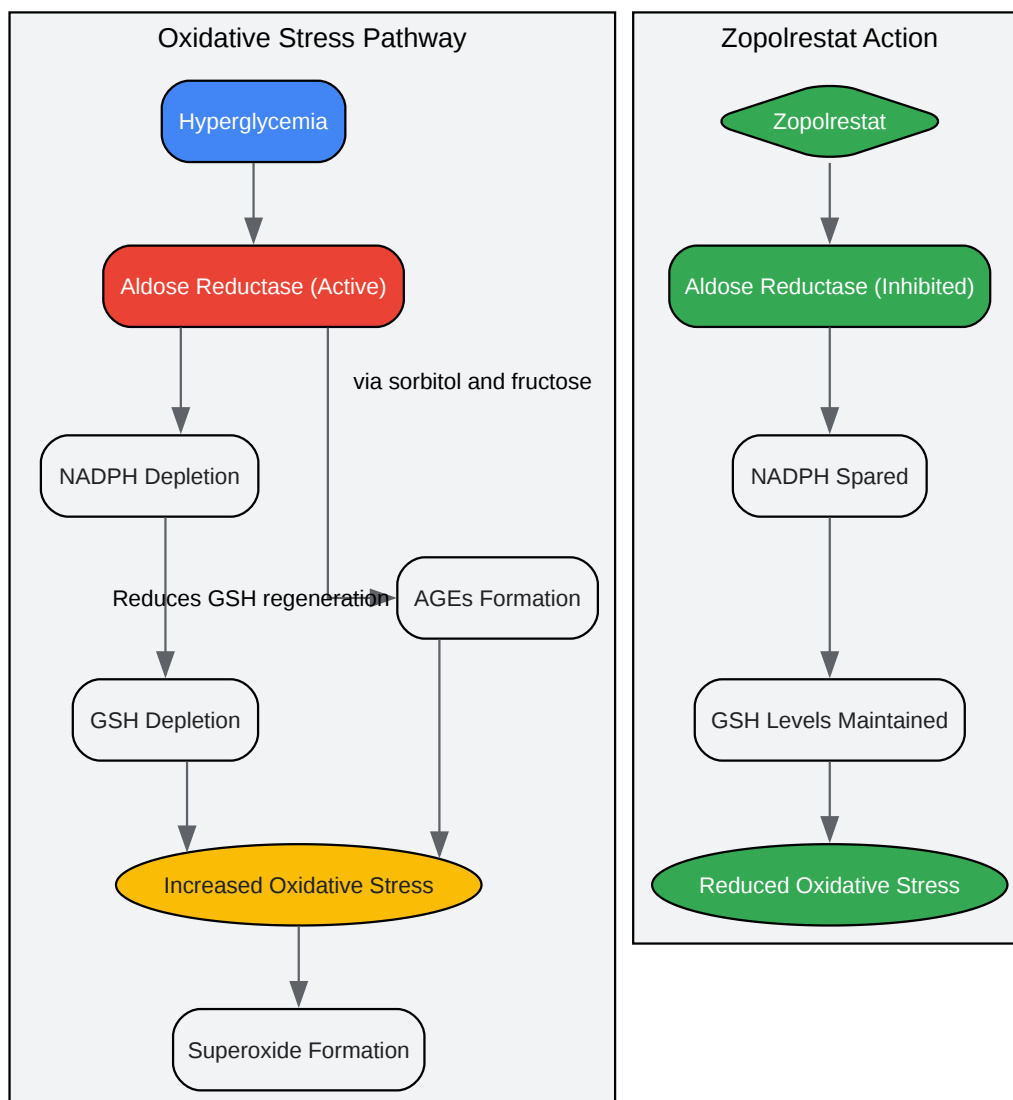 Oxidative Stress Pathway
Hyperglycemia
Aldose Reductase (Active)
via sorbitol and fructose
NADPH Depletion
Reduces GSH regeneration
AGEs Formation
GSH Depletion
Increased Oxidative Stress
Superoxide Formation
Zopolrestat Action
Zopolrestat
Aldose Reductase (Inhibited)
NADPH Spared
GSH Levels Maintained
Reduced Oxidative Stress